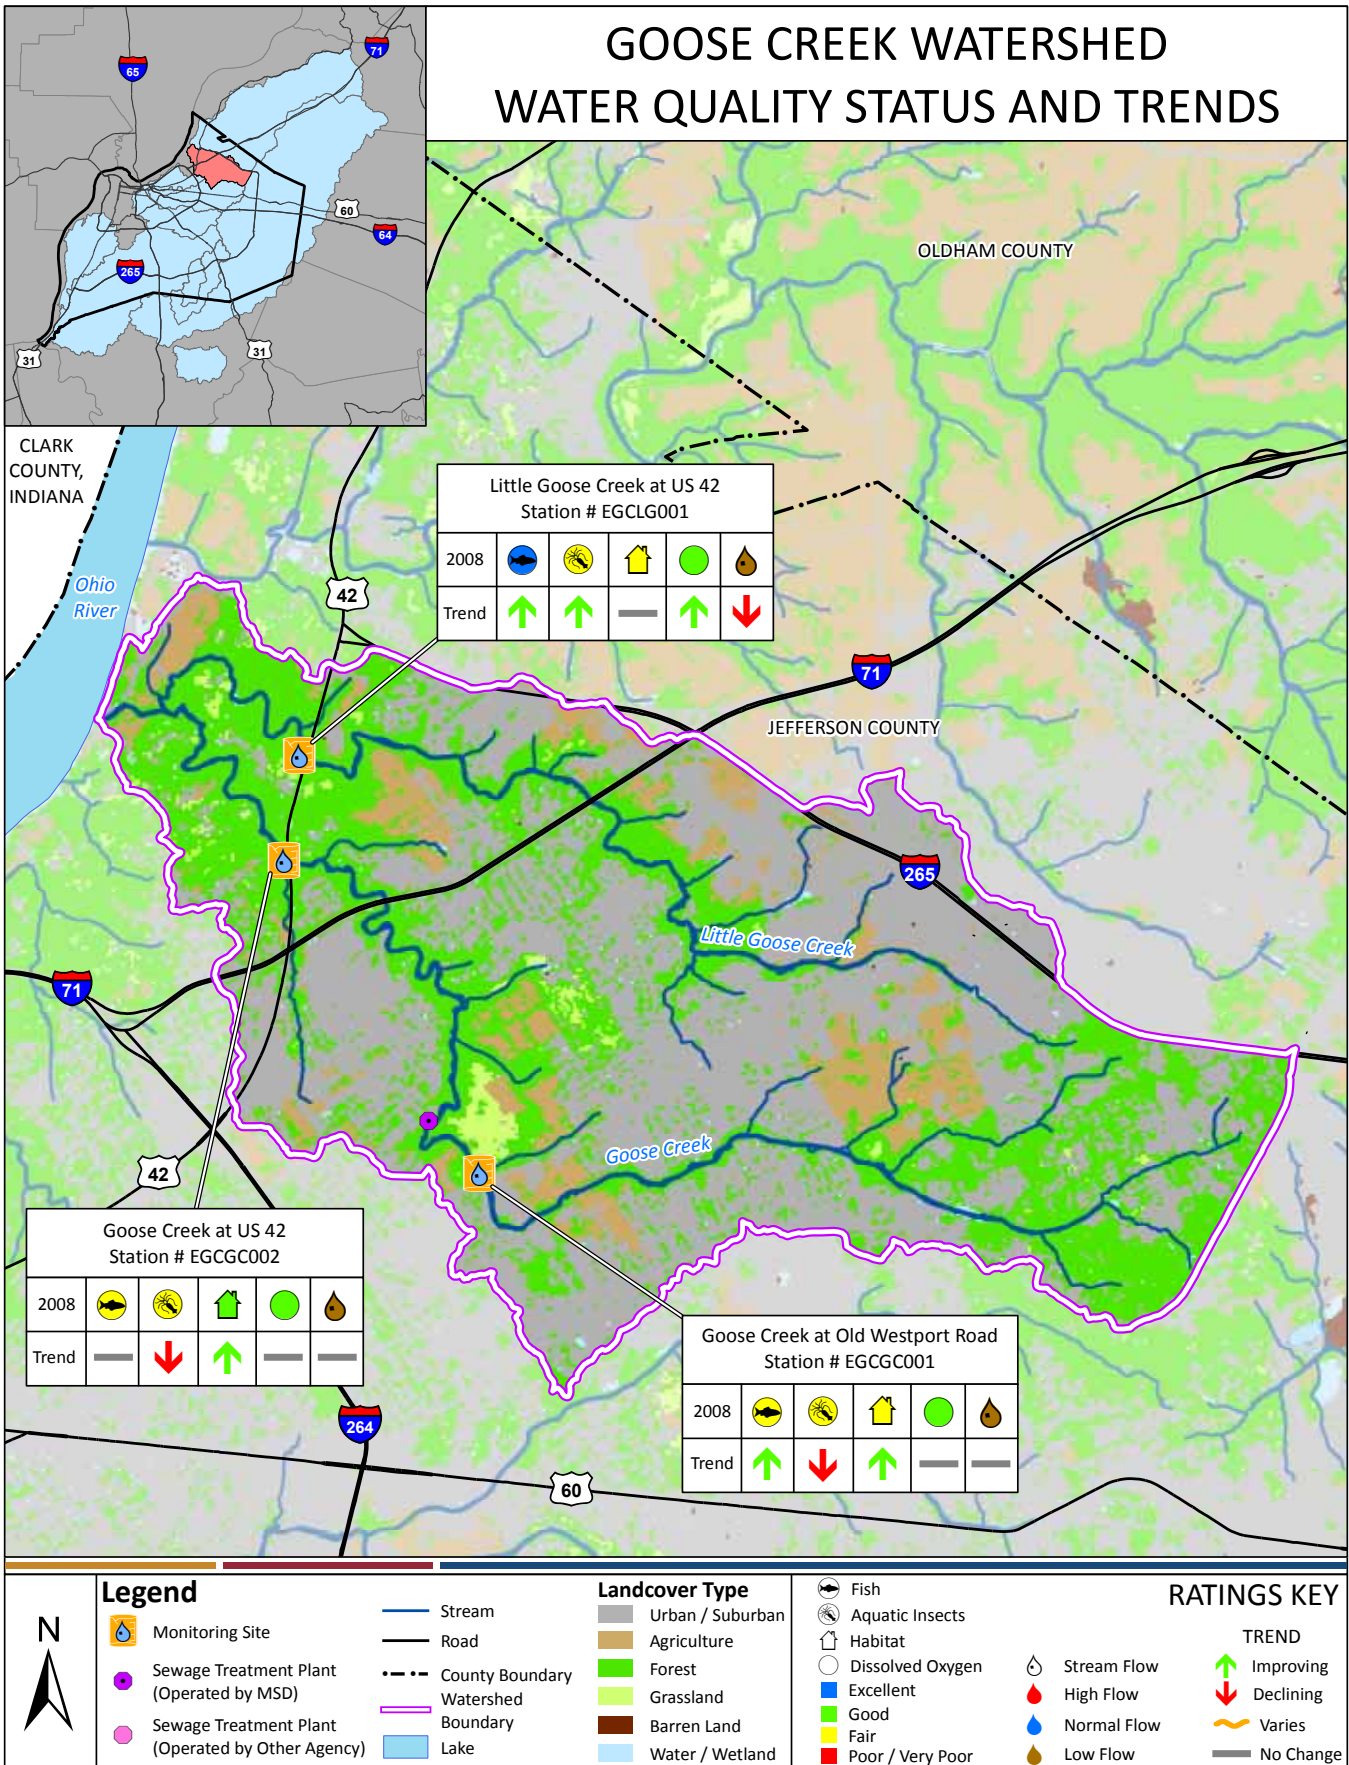 GOOSE CREEK WATERSHED
WATER QUALITY STATUS AND TRENDS
65
71
60
64
265
31
31
OLDHAM COUNTY
CLARK
COUNTY,
INDIANA
Ohio
River
42
Little Goose Creek at US 42
Station # EGCLG001
2008
Trend
71
JEFFERSON COUNTY
265
Little Goose Creek
71
Goose Creek
42
Goose Creek at US 42
Station # EGCGC002
2008
Trend
Goose Creek at Old Westport Road
Station # EGCGC001
2008
Trend
264
60
N
Legend
Monitoring Site
Sewage Treatment Plant
(Operated by MSD)
Sewage Treatment Plant
(Operated by Other Agency)
Stream
Road
County Boundary
Watershed
Boundary
Lake
Landcover Type
Urban / Suburban
Agriculture
Forest
Grassland
Barren Land
Water / Wetland
RATINGS KEY
Fish
Aquatic Insects
Habitat
Dissolved Oxygen
Excellent
Good
Fair
Poor / Very Poor
Stream Flow
High Flow
Normal Flow
Low Flow
TREND
Improving
Declining
Varies
No Change